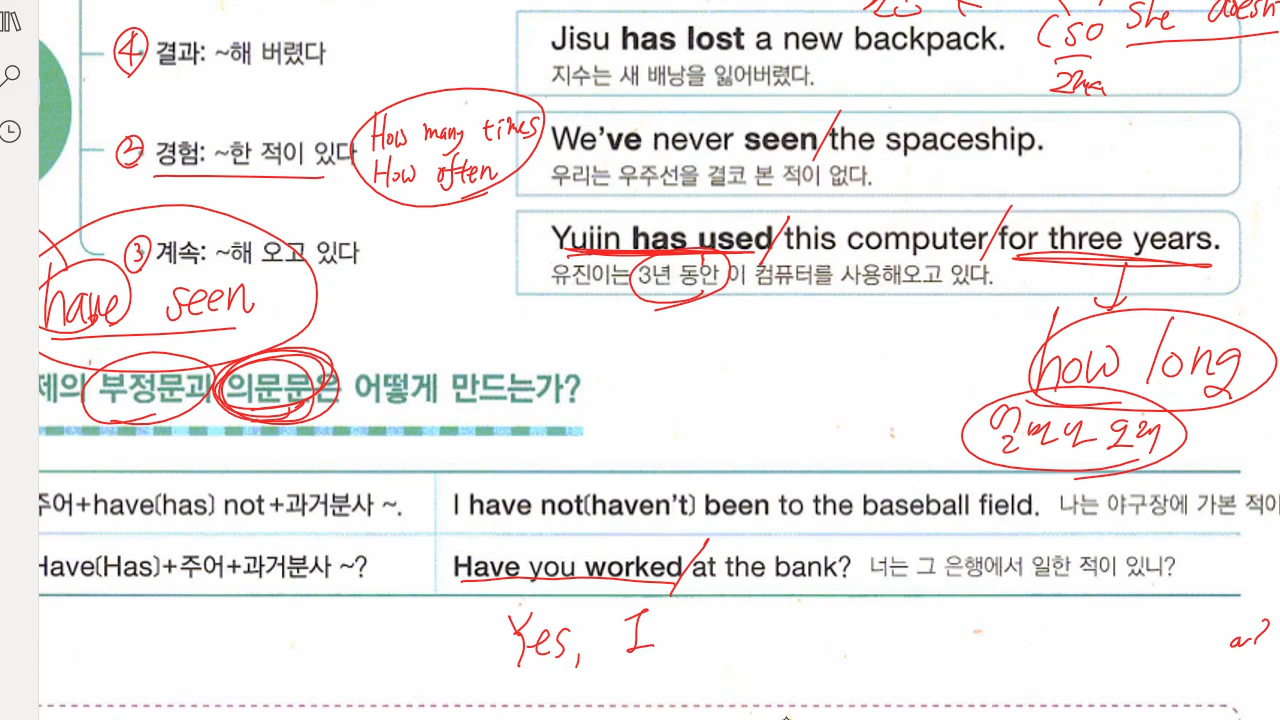 (so she doesn't
④ 결과: ~해 버렸다
Jisu has lost a new backpack.
지수는 새 배낭을 잃어버렸다.
② 경험: ~한 적이 있다
How many times
How often
We've never seen / the spaceship.
우리는 우주선을 결코 본 적이 없다.
③ 계속: ~해 오고 있다
have seen
Yujin has used / this computer / for three years.
유진이는 3년 동안 이 컴퓨터를 사용해오고 있다.
how long
얼마나 오래
제의 부정문과 의문문은 어떻게 만드는가?
주어+have(has) not+과거분사 ~.
I have not(haven't) been to the baseball field. 나는 야구장에 가본 적이
Have(Has)+주어+과거분사 ~?
Have you worked / at the bank? 너는 그 은행에서 일한 적이 있니?
Yes, I